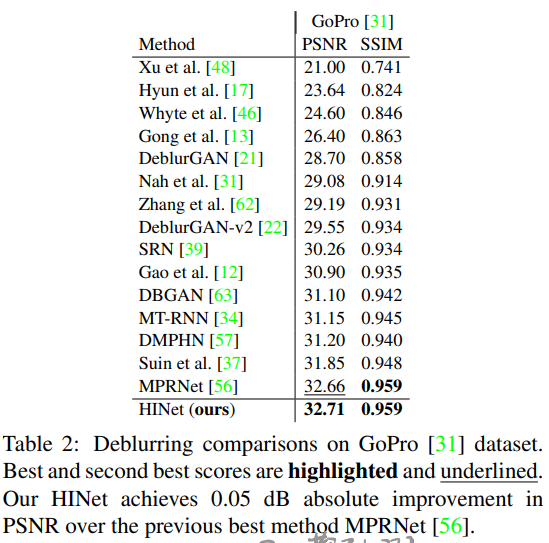 GoPro [31]
Method PSNR SSIM
Xu et al. [48] 21.00 0.741
Hyun et al. [17] 23.64 0.824
Whyte et al. [46] 24.60 0.846
Gong et al. [13] 26.40 0.863
DeblurGAN [21] 28.70 0.858
Nah et al. [31] 29.08 0.914
Zhang et al. [62] 29.19 0.931
DeblurGAN-v2 [22] 29.55 0.934
SRN [39] 30.26 0.934
Gao et al. [12] 30.90 0.935
DBGAN [63] 31.10 0.942
MT-RNN [34] 31.15 0.945
DMPHN [57] 31.20 0.940
Suin et al. [37] 31.85 0.948
MPRNet [56] 32.66 0.959
HINet (ours) 32.71 0.959
Table 2: Deblurring comparisons on GoPro [31] dataset.
Best and second best scores are highlighted and underlined.
Our HINet achieves 0.05 dB absolute improvement in
PSNR over the previous best method MPRNet [56].